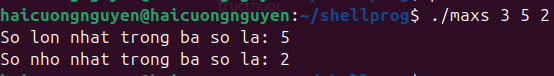 haicuongnguyen@haicuongnguyen:~/shellprog$ ./maxs 3 5 2
So lon nhat trong ba so la: 5
So nho nhat trong ba so la: 2